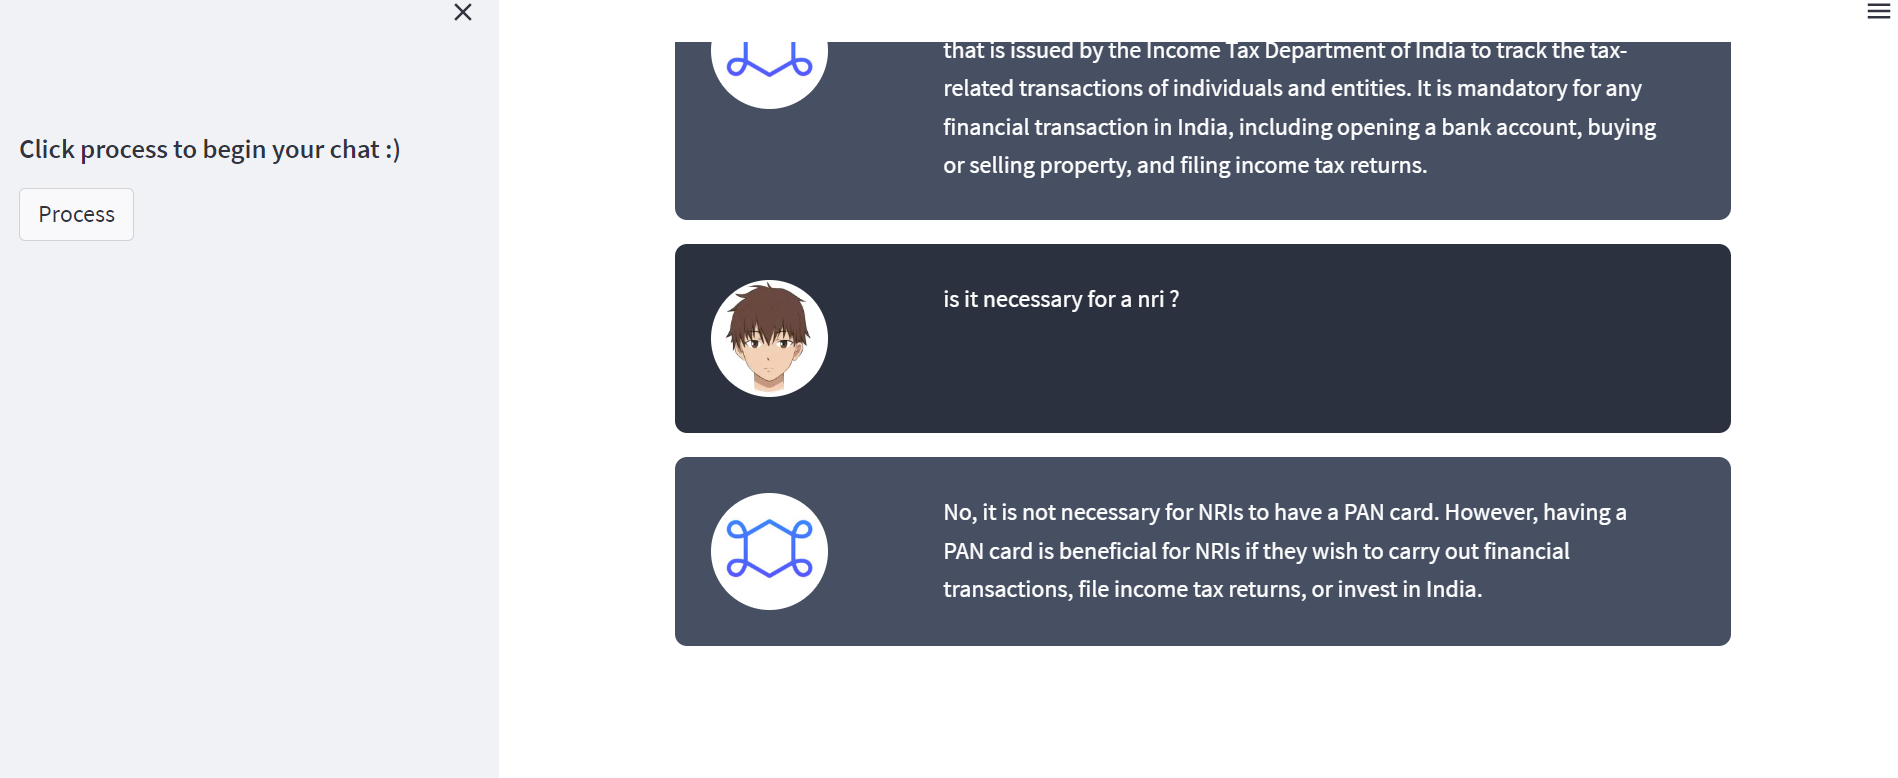 Click process to begin your chat :)
Process
that is issued by the Income Tax Department of India to track the tax-
related transactions of individuals and entities. It is mandatory for any
financial transaction in India, including opening a bank account, buying
or selling property, and filing income tax returns.
is it necessary for a nri ?
No, it is not necessary for NRIs to have a PAN card. However, having a
PAN card is beneficial for NRIs if they wish to carry out financial
transactions, file income tax returns, or invest in India.